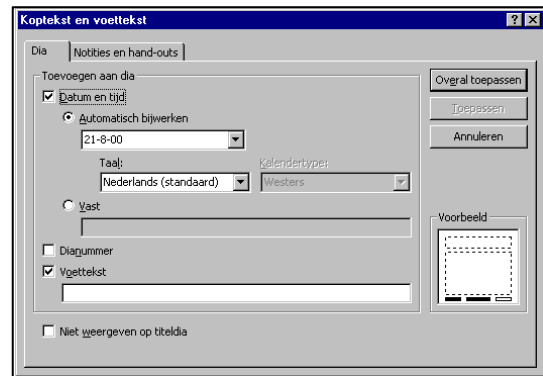 Koptekst en voettekst
Dia
Notities en hand-outs
Toevoegen aan dia
Datum en tijd
Automatisch bijwerken
21-8-00
Taal:
Kalendertype:
Nederlands (standaard)
Westers
Vast
Dianummer
Voettekst
Niet weergeven op titeldia
Overal toepassen
Toepassen
Annuleren
Voorbeeld